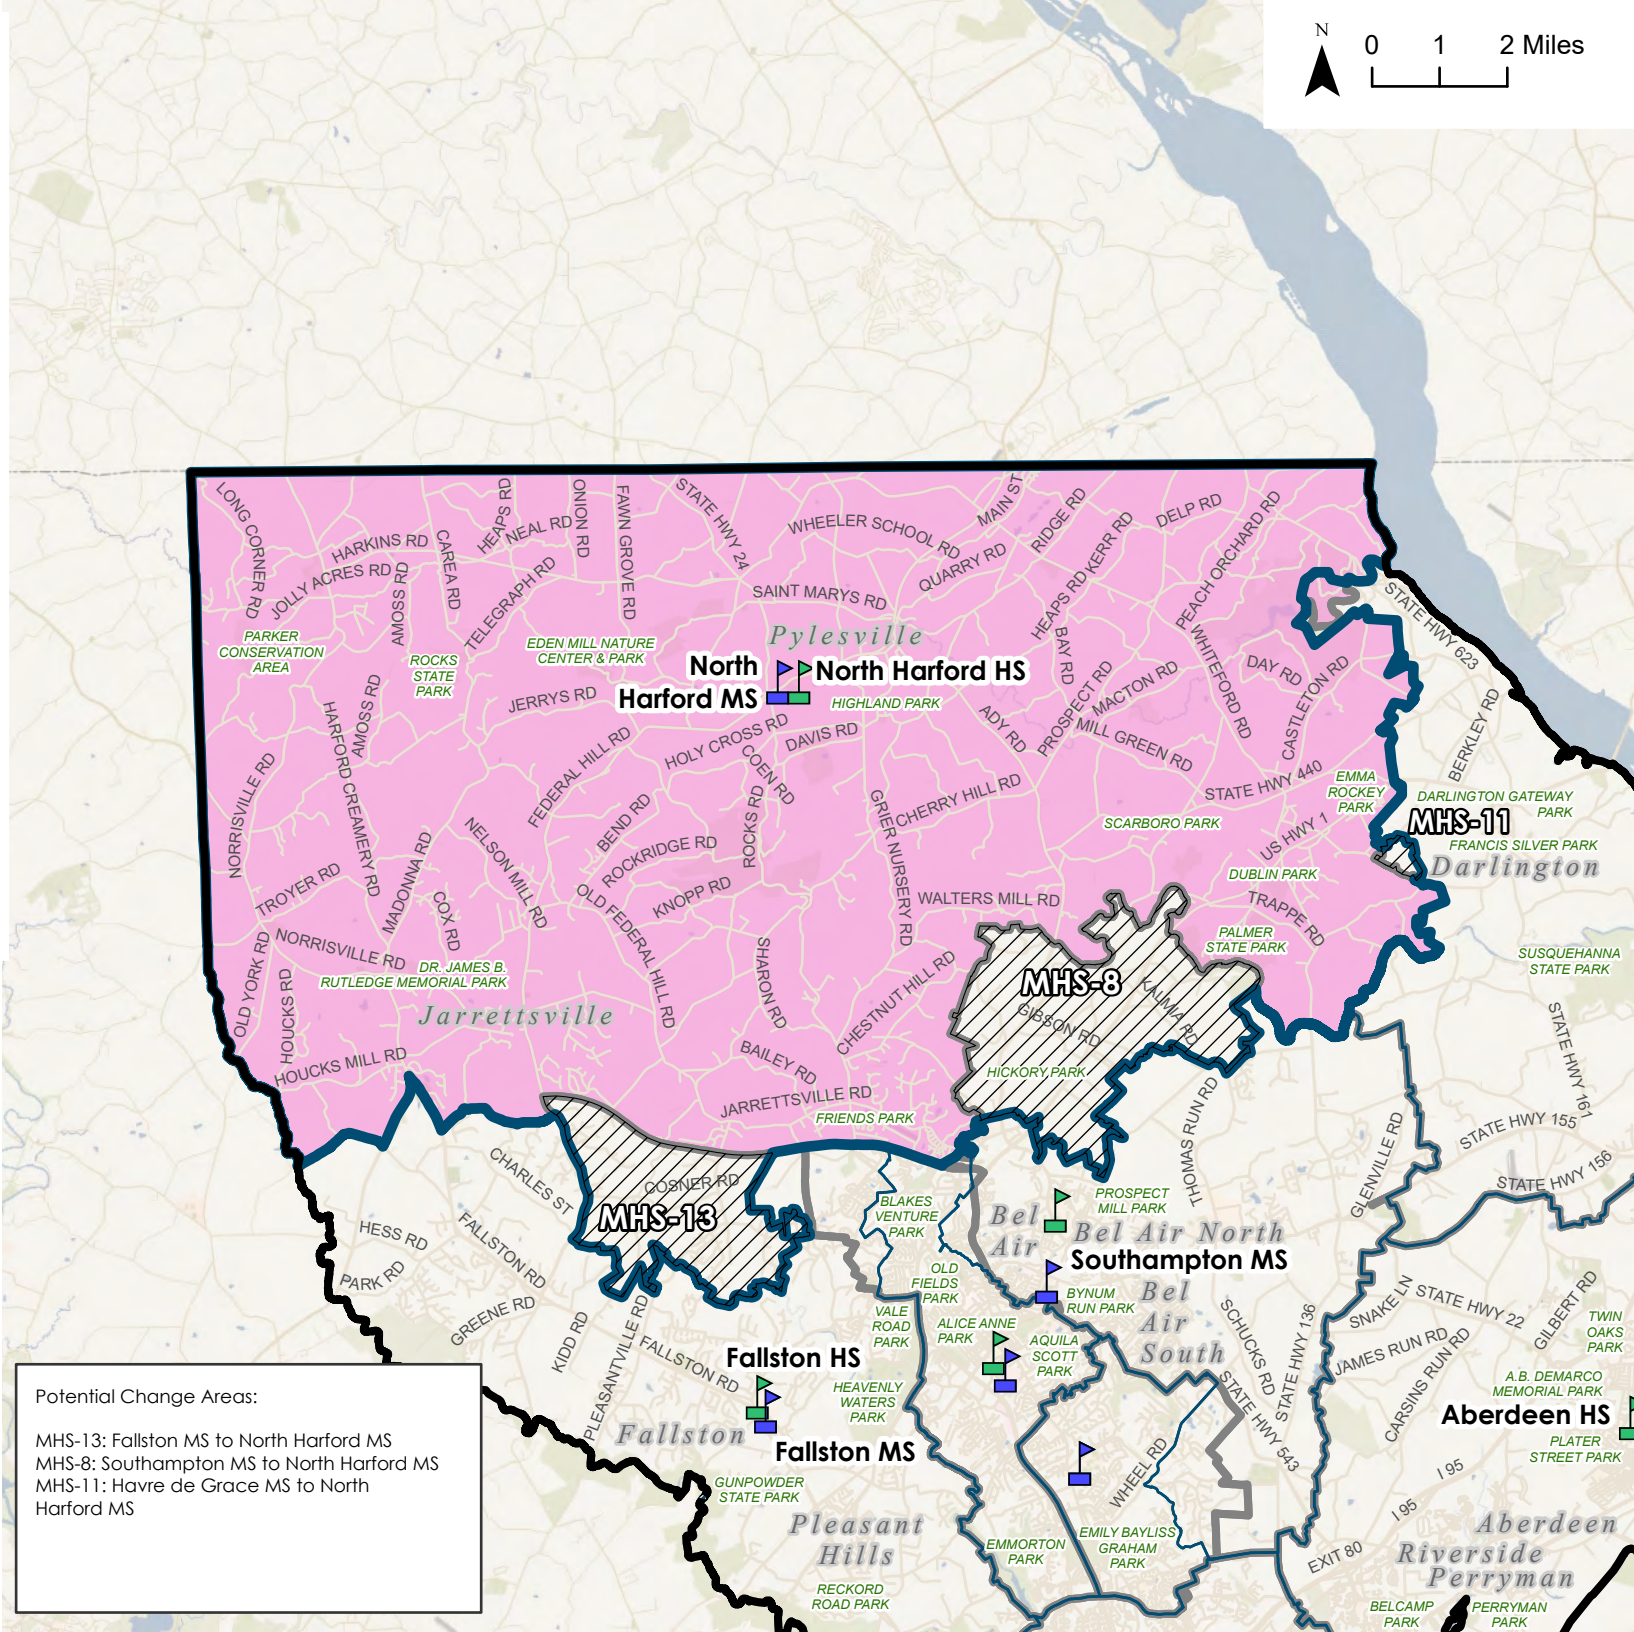 N
0 1 2 Miles
LONG CORNER RD
HARKINS RD
JOLLY ACRES RD
AMOSS RD
CAREA RD
HEAPS RD
NEAL RD
ONION RD
FAWN GROVE RD
TELEGRAPH RD
STATE HWY 24
WHEELER SCHOOL RD
MAIN ST
RIDGE RD
QUARRY RD
SAINT MARYS RD
HEAPS RD
KERR RD
DELP RD
PEACH ORCHARD RD
STATE HWY 623
PARKER
CONSERVATION
AREA
ROCKS
STATE
PARK
EDEN MILL NATURE
CENTER & PARK
Pylesville
North
Harford MS
North Harford HS
HIGHLAND PARK
BAY RD
WHITEFORD RD
DAY RD
CASTLETON RD
PROSPECT RD
MACTON RD
MILL GREEN RD
ADY RD
BERKLEY RD
JERRYS RD
AMOSS RD
HARFORD CREAMERY RD
FEDERAL HILL RD
HOLY CROSS RD
DAVIS RD
COEN RD
NORRISVILLE RD
BEND RD
ROCKRIDGE RD
ROCKS RD
GRIER NURSERY RD
CHERRY HILL RD
STATE HWY 440
EMMA
ROCKEY
PARK
SCARBORO PARK
US HWY 1
DARLINGTON GATEWAY
PARK
MHS-11
FRANCIS SILVER PARK
Darlington
DUBLIN PARK
TRAPPE RD
TROYER RD
MADONNA RD
NELSON MILL RD
COX RD
OLD FEDERAL HILL RD
KNOPP RD
WALTERS MILL RD
PALMER
STATE PARK
SUSQUEHANNA
STATE PARK
OLD YORK RD
NORRISVILLE RD
DR. JAMES B.
RUTLEDGE MEMORIAL PARK
HOUCKS RD
Jarrettsville
SHARON RD
CHESTNUT HILL RD
MHS-8
KALMIA RD
GIBSON RD
HICKORY PARK
HOUCKS MILL RD
BAILEY RD
JARRETTSVILLE RD
FRIENDS PARK
THOMAS RUN RD
STATE HWY 161
STATE HWY 155
STATE HWY 156
GLENVILLE RD
CHARLES ST
COSNER RD
MHS-13
HESS RD
FALLSTON RD
PARK RD
GREENE RD
KIDD RD
PLEASANTVILLE RD
FALLSTON RD
BLAKES
VENTURE
PARK
Bel
Air
PROSPECT
MILL PARK
Bel Air North
Southampton MS
OLD
FIELDS
PARK
BYNUM
RUN PARK
Bel
Air
South
VALE
ROAD
PARK
ALICE ANNE
PARK
AQUILA
SCOTT
PARK
SCHUCKS RD
STATE HWY 136
STATE HWY 543
SNAKE LN
STATE HWY 22
GILBERT RD
JAMES RUN RD
CARSINS RUN RD
TWIN
OAKS
PARK
A.B. DEMARCO
MEMORIAL PARK
Aberdeen HS
PLATER
STREET PARK
Fallston HS
HEAVENLY
WATERS
PARK
Fallston
Fallston MS
GUNPOWDER
STATE PARK
Pleasant
Hills
RECKORD
ROAD PARK
WHEEL RD
EMMORTON
PARK
EMILY BAYLISS
GRAHAM
PARK
I 95
I 95
EXIT 80
Aberdeen
Riverside
Perryman
BELCAMP
PARK
PERRYMAN
PARK
Potential Change Areas:
MHS-13: Fallston MS to North Harford MS
MHS-8: Southampton MS to North Harford MS
MHS-11: Havre de Grace MS to North
Harford MS